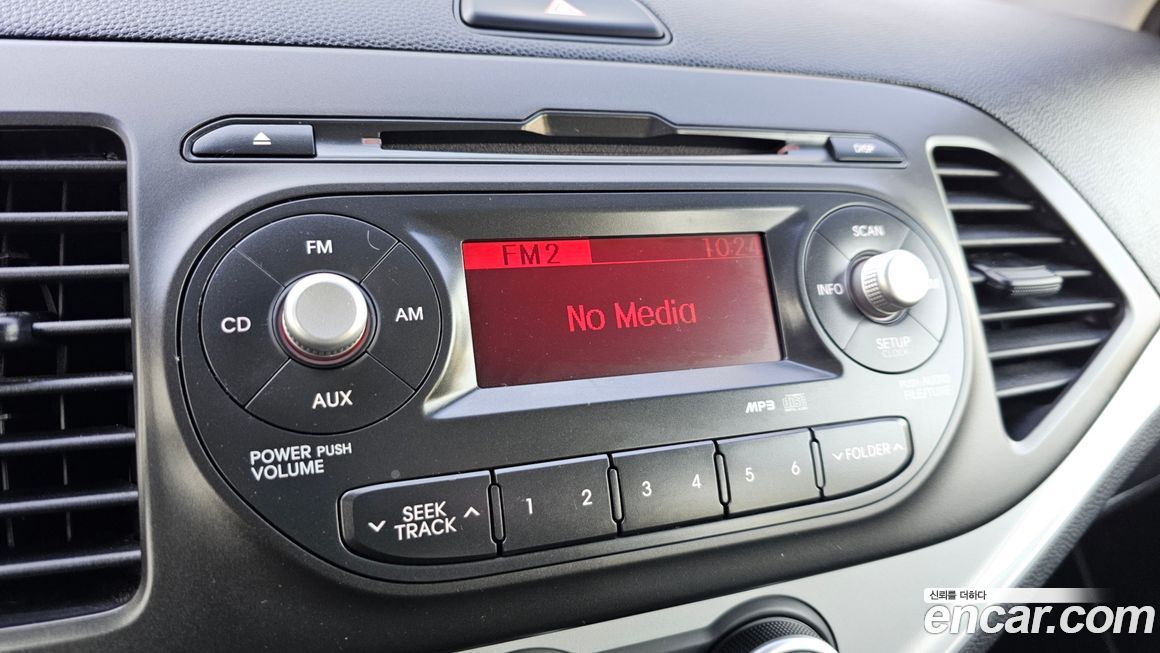 DISP
FM
CD
AM
AUX
POWER PUSH
VOLUME
FM2
10:24
No Media
SCAN
INFO
SETUP
CLOCK
PUSH AUDIO
FILE/TUNE
MP3
SEEK
TRACK
1 2
3 4
5 6
FOLDER
신뢰를 더하다
encar.com